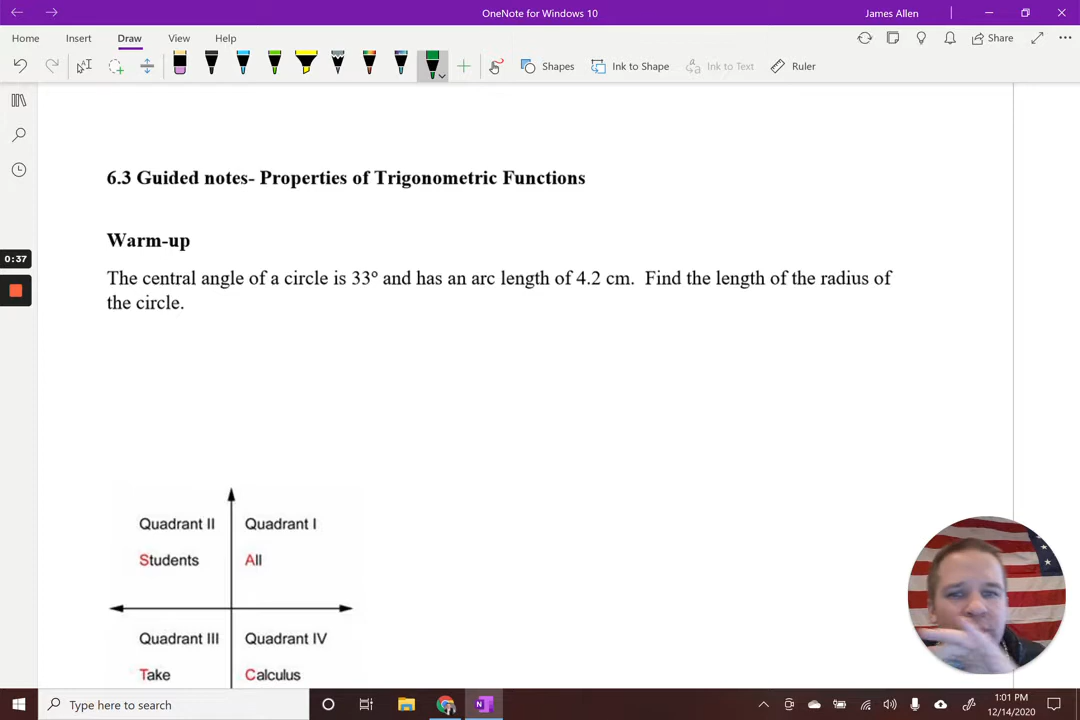 OneNote for Windows 10
James Allen
Home Insert Draw View Help
Share
Shapes Ink to Shape Ink to Text Ruler
6.3 Guided notes- Properties of Trigonometric Functions
0:37
Warm-up
The central angle of a circle is 33º and has an arc length of 4.2 cm. Find the length of the radius of
the circle.
Quadrant II Quadrant I
Students All
Quadrant III Quadrant IV
Take Calculus
Type here to search
1:01 PM
12/14/2020